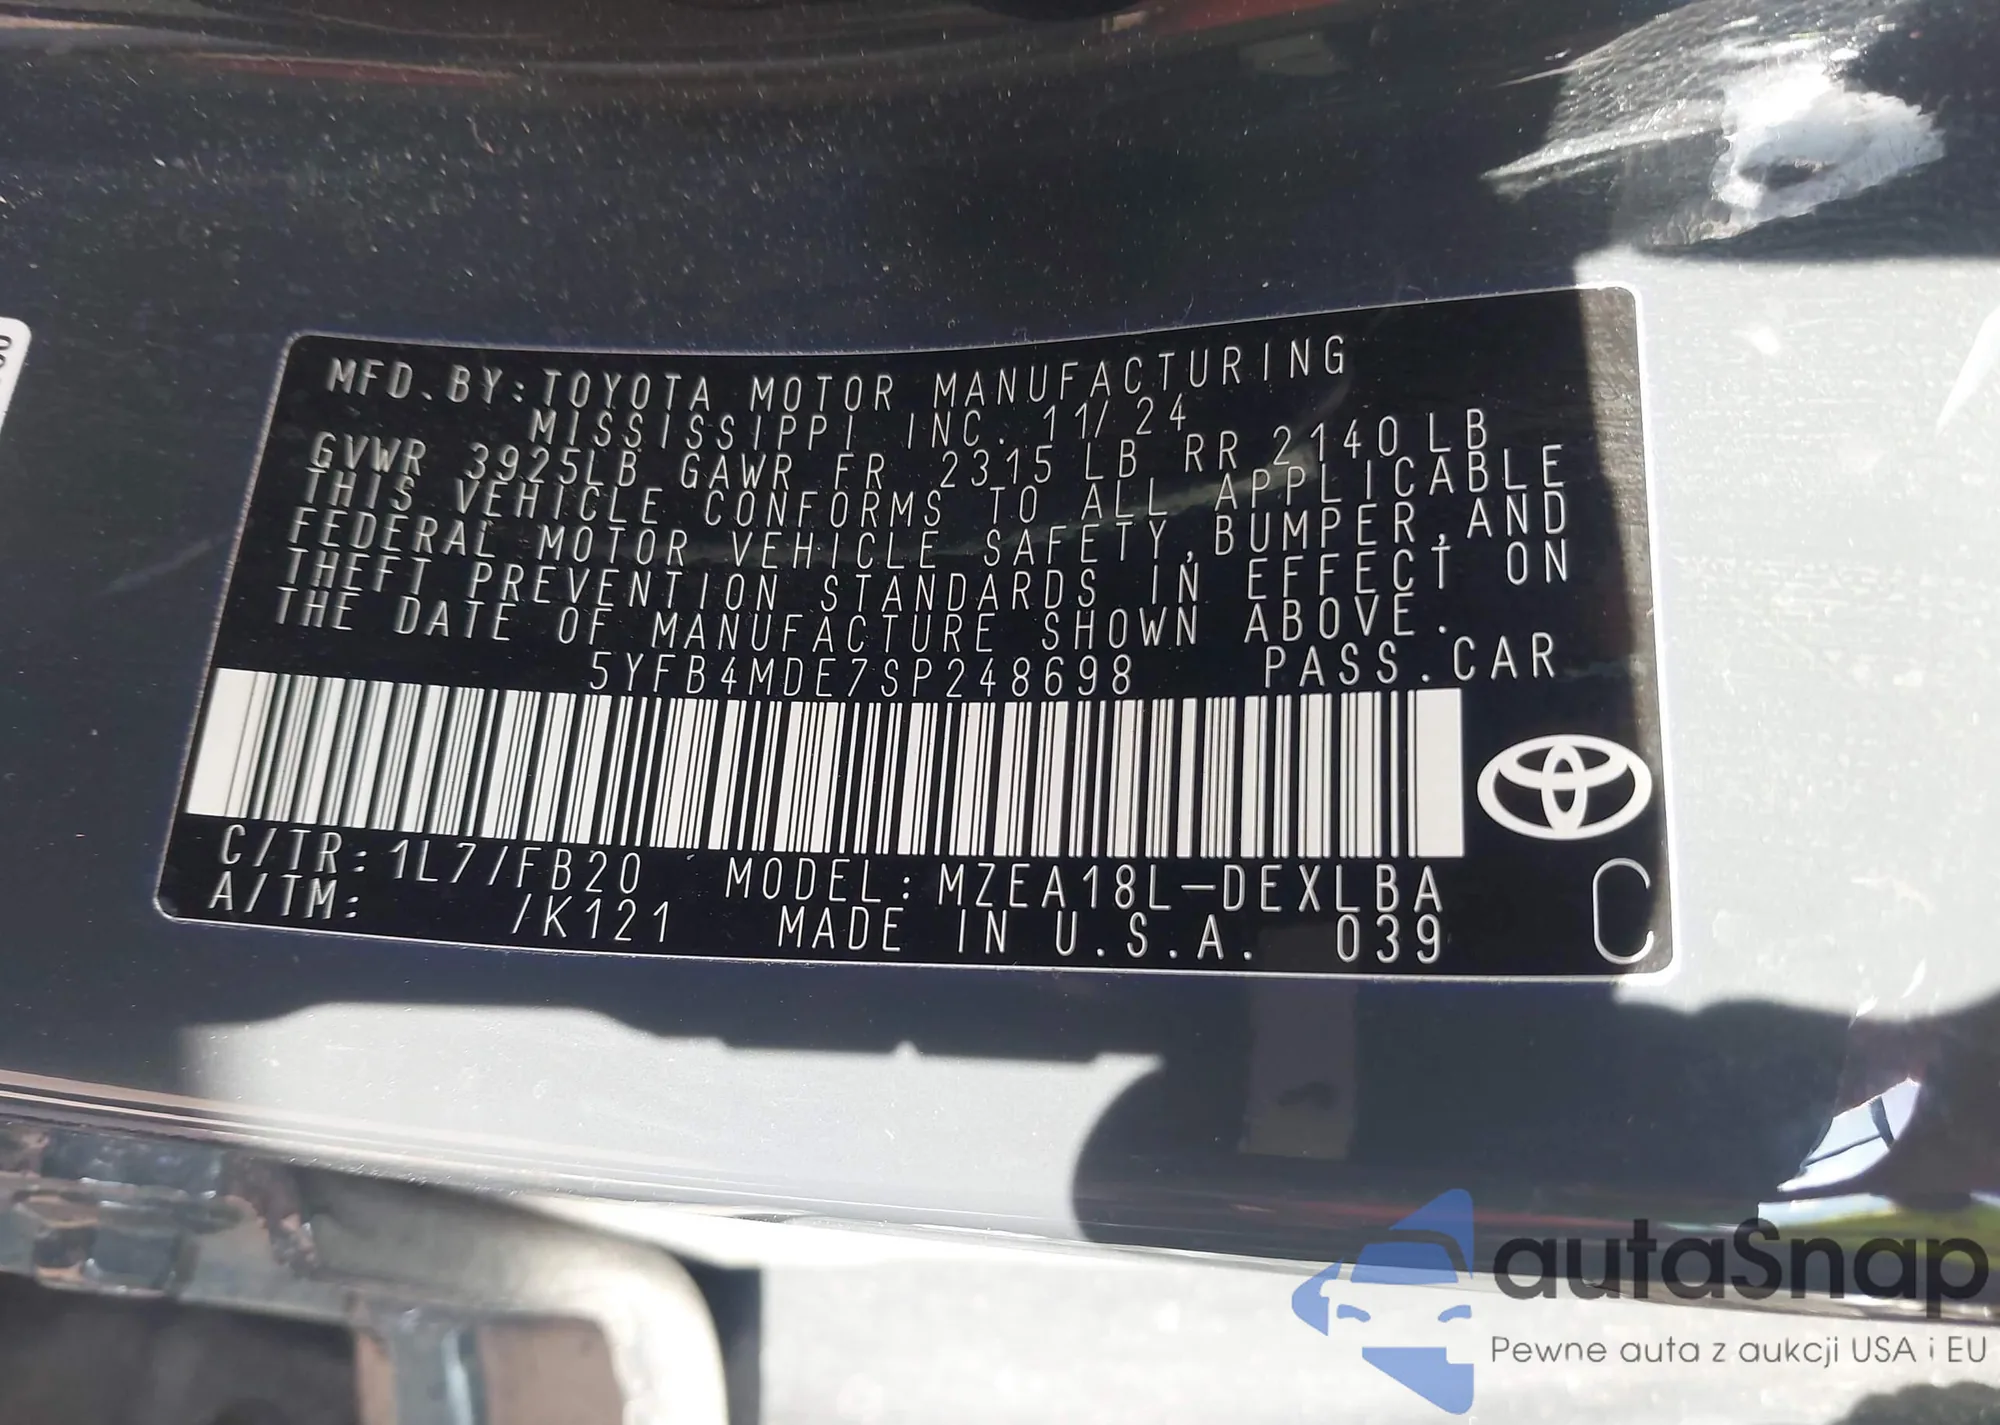 MFD.BY:TOYOTA MOTOR MANUFACTURING
MISSISSIPPI INC. 11/24
GVWR 3925LB GAWR FR 2315 LB RR 2140 LB
THIS VEHICLE CONFORMS TO ALL APPLICABLE
FEDERAL MOTOR VEHICLE SAFETY,BUMPER,AND
THEFT PREVENTION STANDARDS IN EFFECT ON
THE DATE OF MANUFACTURE SHOWN ABOVE.
5YFB4MDE7SP248698 PASS.CAR
C/TR:1L7/FB20 MODEL:MZEA18L-DEXLBA
A/TM: /K121 MADE IN U.S.A. 039
C
autaSnap
Pewne auta z aukcji USA i EU